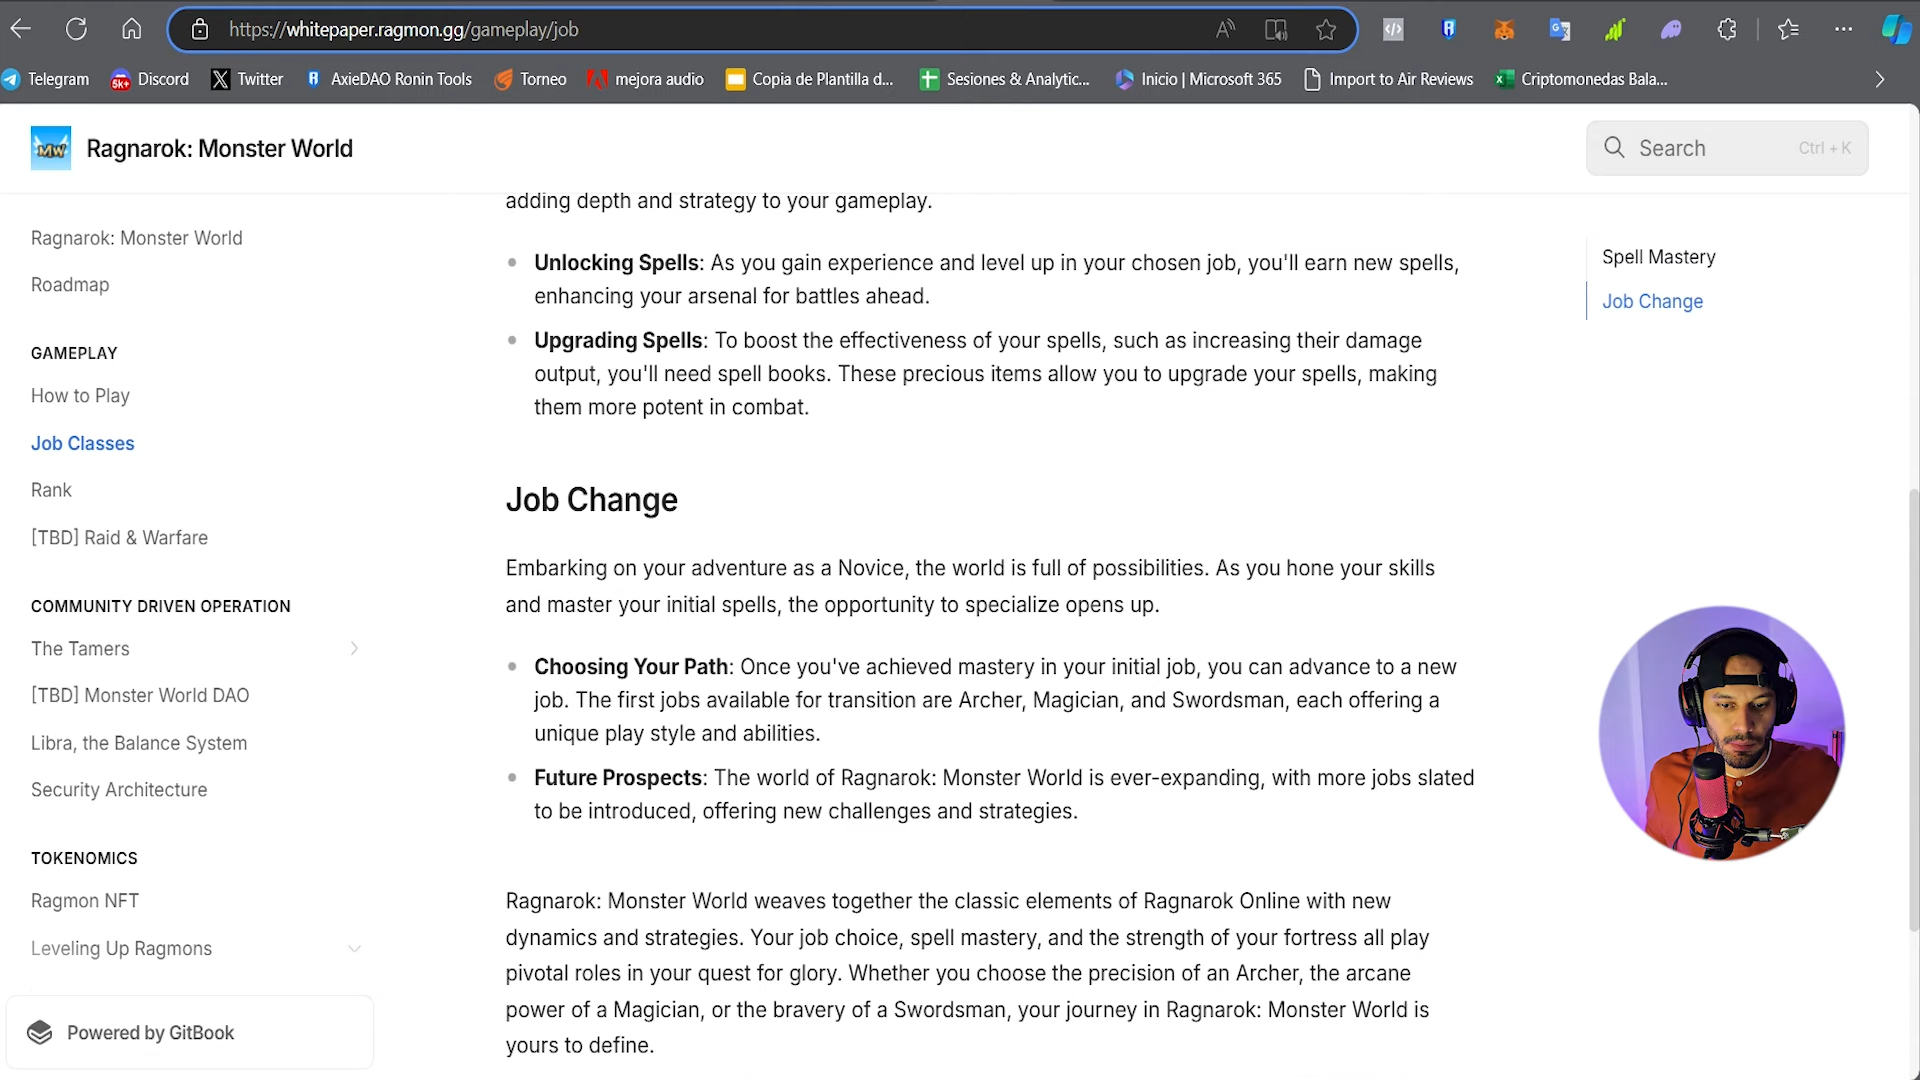 https://whitepaper.ragmon.gg/gameplay/job
Telegram
5k+
Discord
Twitter
AxieDAO Ronin Tools
Torneo
mejora audio
Copia de Plantilla d...
Sesiones & Analytic...
Inicio | Microsoft 365
Import to Air Reviews
Criptomonedas Bala...
MW
Ragnarok: Monster World
Search
Ctrl + K
Ragnarok: Monster World
Roadmap
GAMEPLAY
How to Play
Job Classes
Rank
[TBD] Raid & Warfare
COMMUNITY DRIVEN OPERATION
The Tamers
[TBD] Monster World DAO
Libra, the Balance System
Security Architecture
TOKENOMICS
Ragmon NFT
Leveling Up Ragmons
Powered by GitBook
adding depth and strategy to your gameplay.
Unlocking Spells: As you gain experience and level up in your chosen job, you'll earn new spells,
enhancing your arsenal for battles ahead.
Upgrading Spells: To boost the effectiveness of your spells, such as increasing their damage
output, you'll need spell books. These precious items allow you to upgrade your spells, making
them more potent in combat.
Job Change
Embarking on your adventure as a Novice, the world is full of possibilities. As you hone your skills
and master your initial spells, the opportunity to specialize opens up.
Choosing Your Path: Once you've achieved mastery in your initial job, you can advance to a new
job. The first jobs available for transition are Archer, Magician, and Swordsman, each offering a
unique play style and abilities.
Future Prospects: The world of Ragnarok: Monster World is ever-expanding, with more jobs slated
to be introduced, offering new challenges and strategies.
Ragnarok: Monster World weaves together the classic elements of Ragnarok Online with new
dynamics and strategies. Your job choice, spell mastery, and the strength of your fortress all play
pivotal roles in your quest for glory. Whether you choose the precision of an Archer, the arcane
power of a Magician, or the bravery of a Swordsman, your journey in Ragnarok: Monster World is
yours to define.
Spell Mastery
Job Change